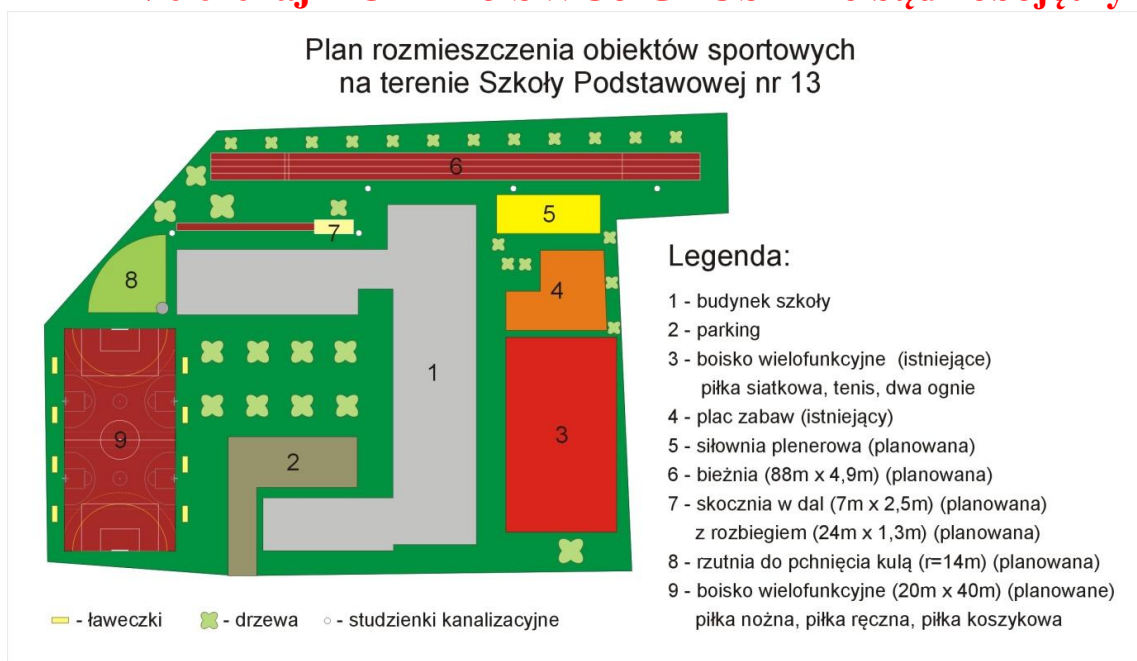 Plan rozmieszczenia obiektów sportowych
na terenie Szkoły Podstawowej nr 13
6
5
7
8
4
1
9
3
2
Legenda:
1 - budynek szkoły
2 - parking
3 - boisko wielofunkcyjne (istniejące)
piłka siatkowa, tenis, dwa ognie
4 - plac zabaw (istniejący)
5 - siłownia plenerowa (planowana)
6 - bieżnia (88m x 4,9m) (planowana)
7 - skocznia w dal (7m x 2,5m) (planowana)
z rozbiegiem (24m x 1,3m) (planowana)
8 - rzutnia do pchnięcia kulą (r=14m) (planowana)
9 - boisko wielofunkcyjne (20m x 40m) (planowane)
piłka nożna, piłka ręczna, piłka koszykowa
- ławeczki
- drzewa
- studzienki kanalizacyjne